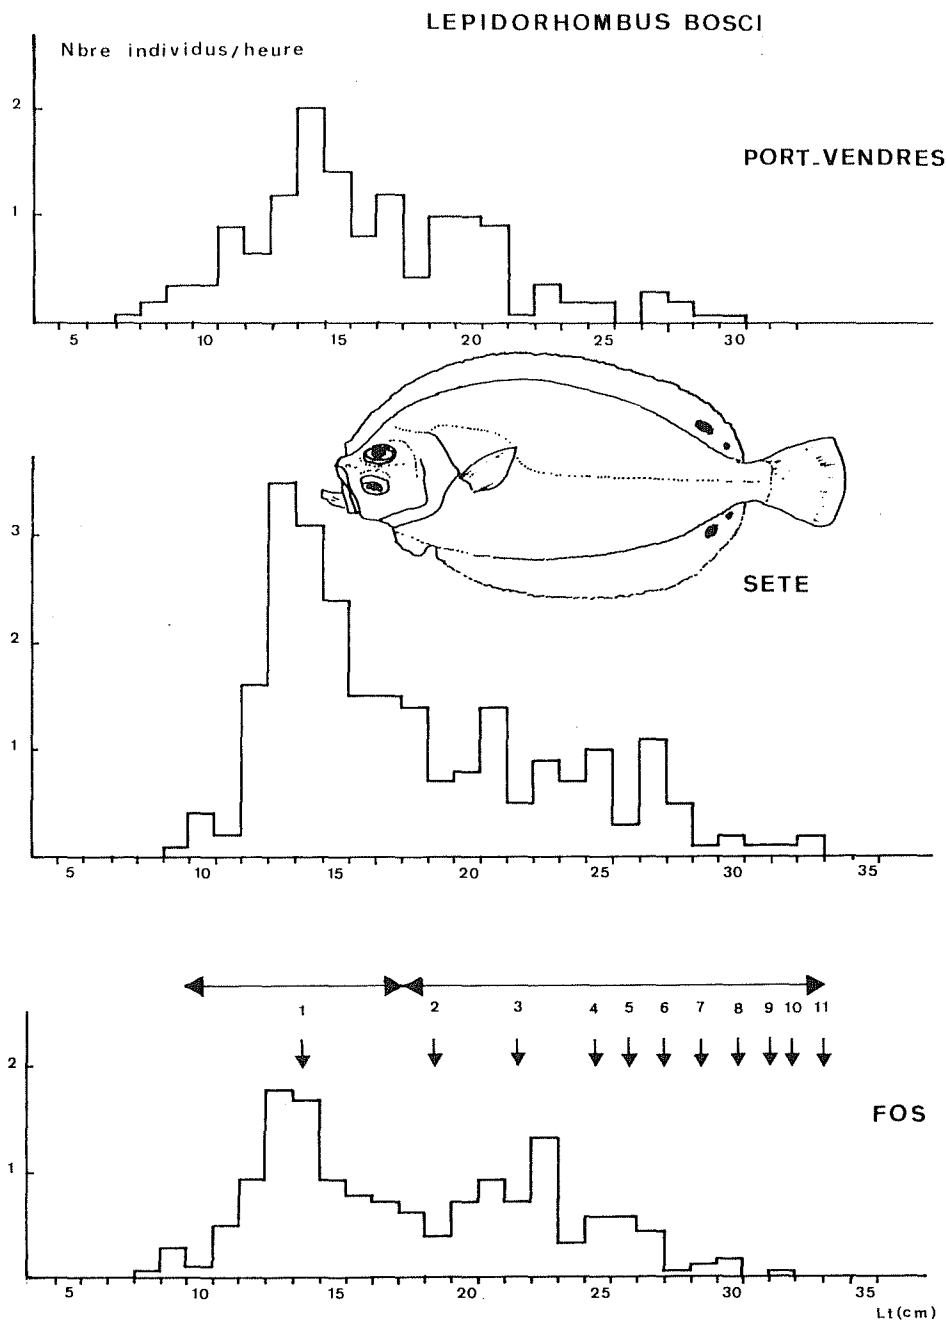 LEPIDORHOMBUS BOSCI
Nbre individus/heure
2
PORT-VENDRES
1
5 10 15 20 25 30
3
SETE
2
1
5 10 15 20 25 30 35
1 2 3 4 5 6 7 8 9 10 11
2
FOS
1
5 10 15 20 25 30 35
Lt(cm)